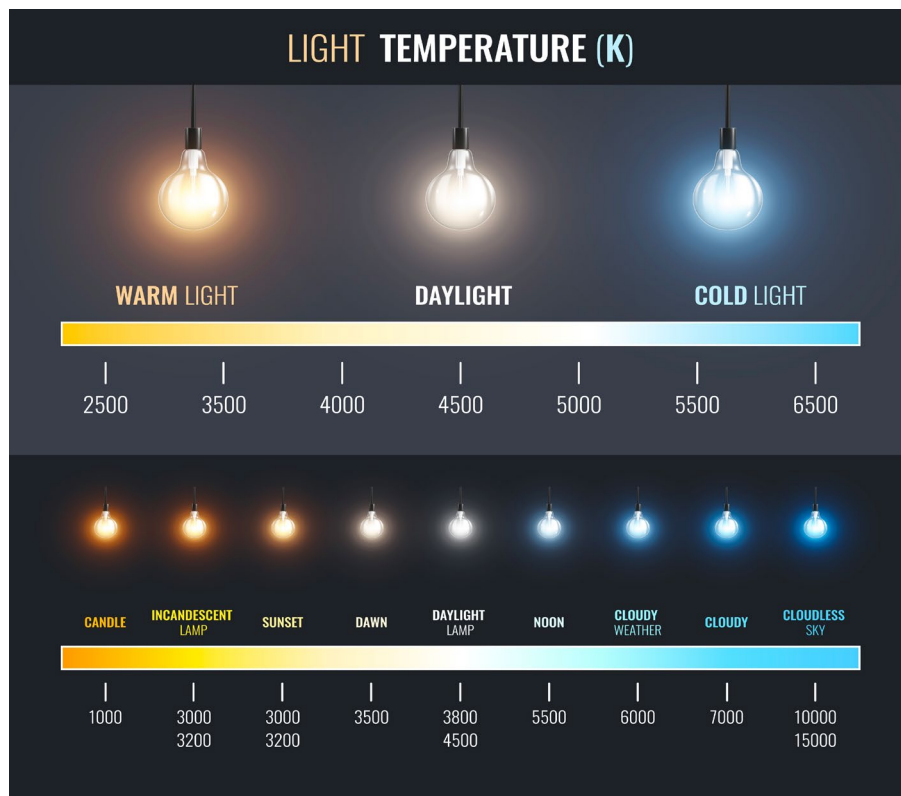 LIGHT TEMPERATURE (K)
WARM LIGHT DAYLIGHT COLD LIGHT
2500 3500 4000 4500 5000 5500 6500
CANDLE
INCANDESCENT
LAMP
SUNSET
DAWN
DAYLIGHT
LAMP
NOON
CLOUDY
WEATHER
CLOUDY
CLOUDLESS
SKY
1000
3000
3200
3000
3200
3500
3800
4500
5500
6000
7000
10000
15000